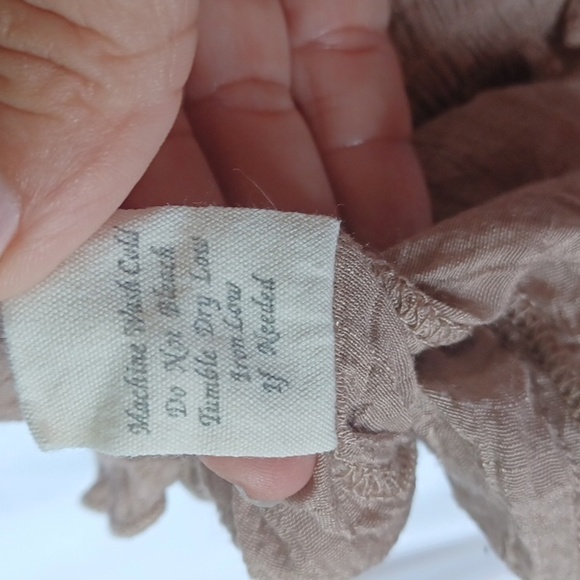 Machine Wash Cold
Do Not Bleach
Tumble Dry Low
Iron Low
If Needed